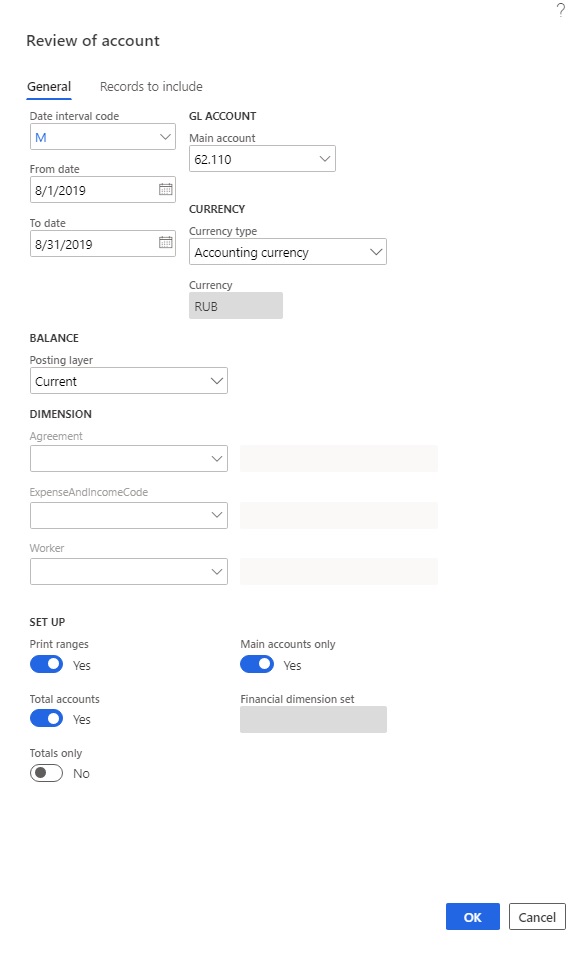 ?
Review of account
General Records to include
Date interval code
M
From date
8/1/2019
To date
8/31/2019
GL ACCOUNT
Main account
62.110
CURRENCY
Currency type
Accounting currency
Currency
RUB
BALANCE
Posting layer
Current
DIMENSION
Agreement
ExpenseAndIncomeCode
Worker
SET UP
Print ranges
Yes
Main accounts only
Yes
Total accounts
Yes
Financial dimension set
Totals only
No
OK Cancel